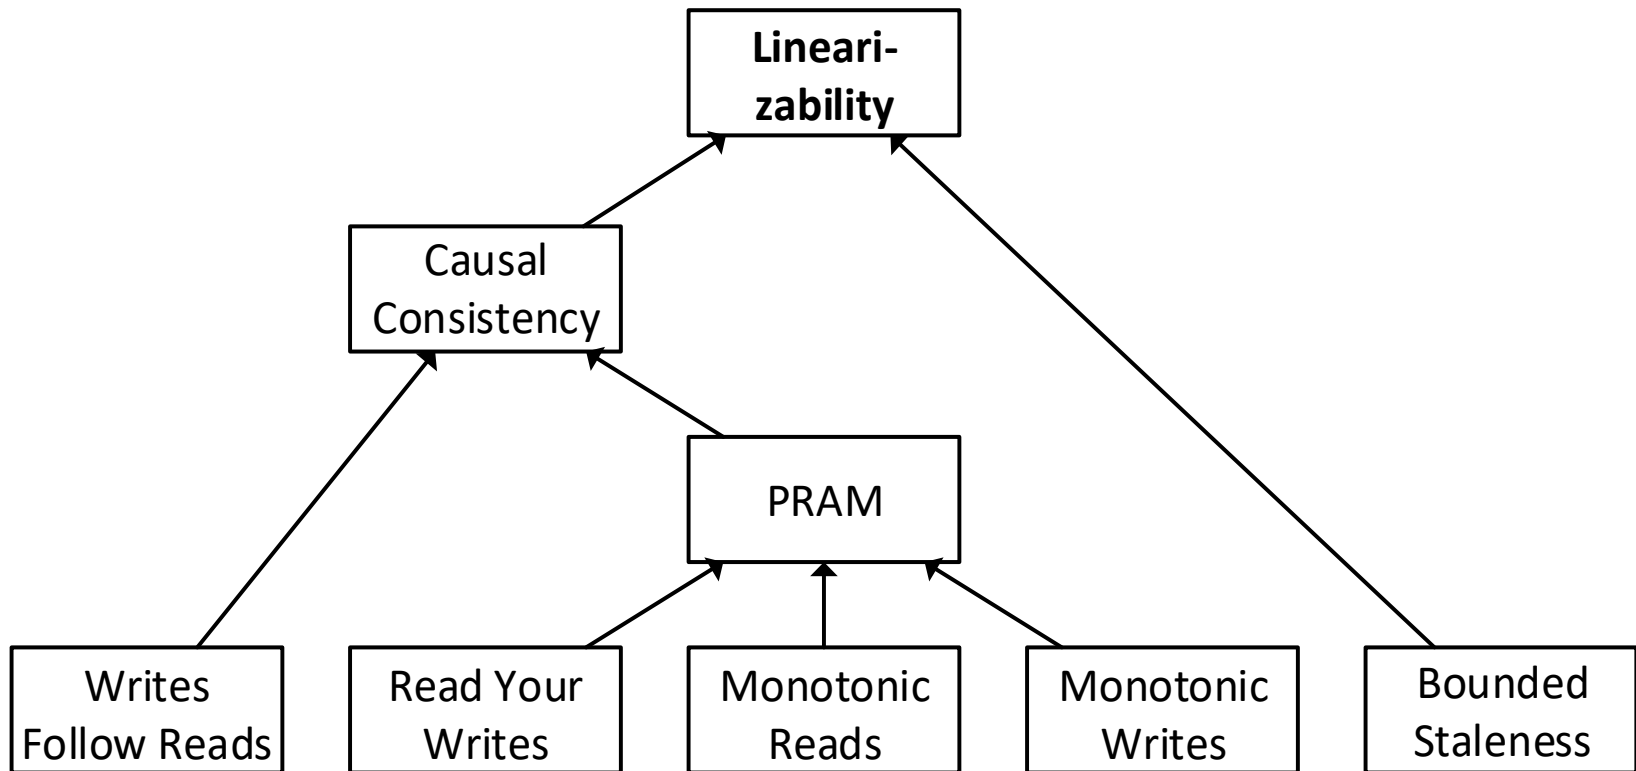 Lineari-
zability
Causal
Consistency
PRAM
Writes
Follow Reads
Read Your
Writes
Monotonic
Reads
Monotonic
Writes
Bounded
Staleness